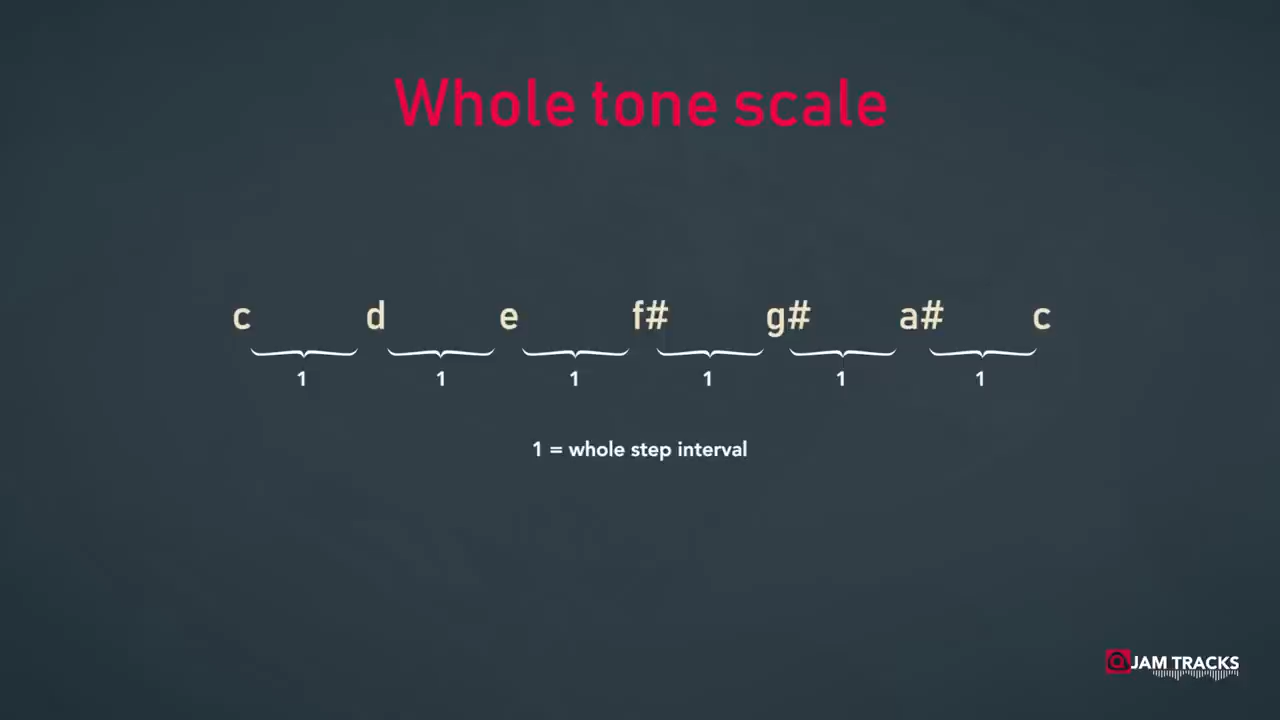 Whole tone scale
c d e f# g# a# c
1 1 1 1 1 1
1 = whole step interval
JAM TRACKS